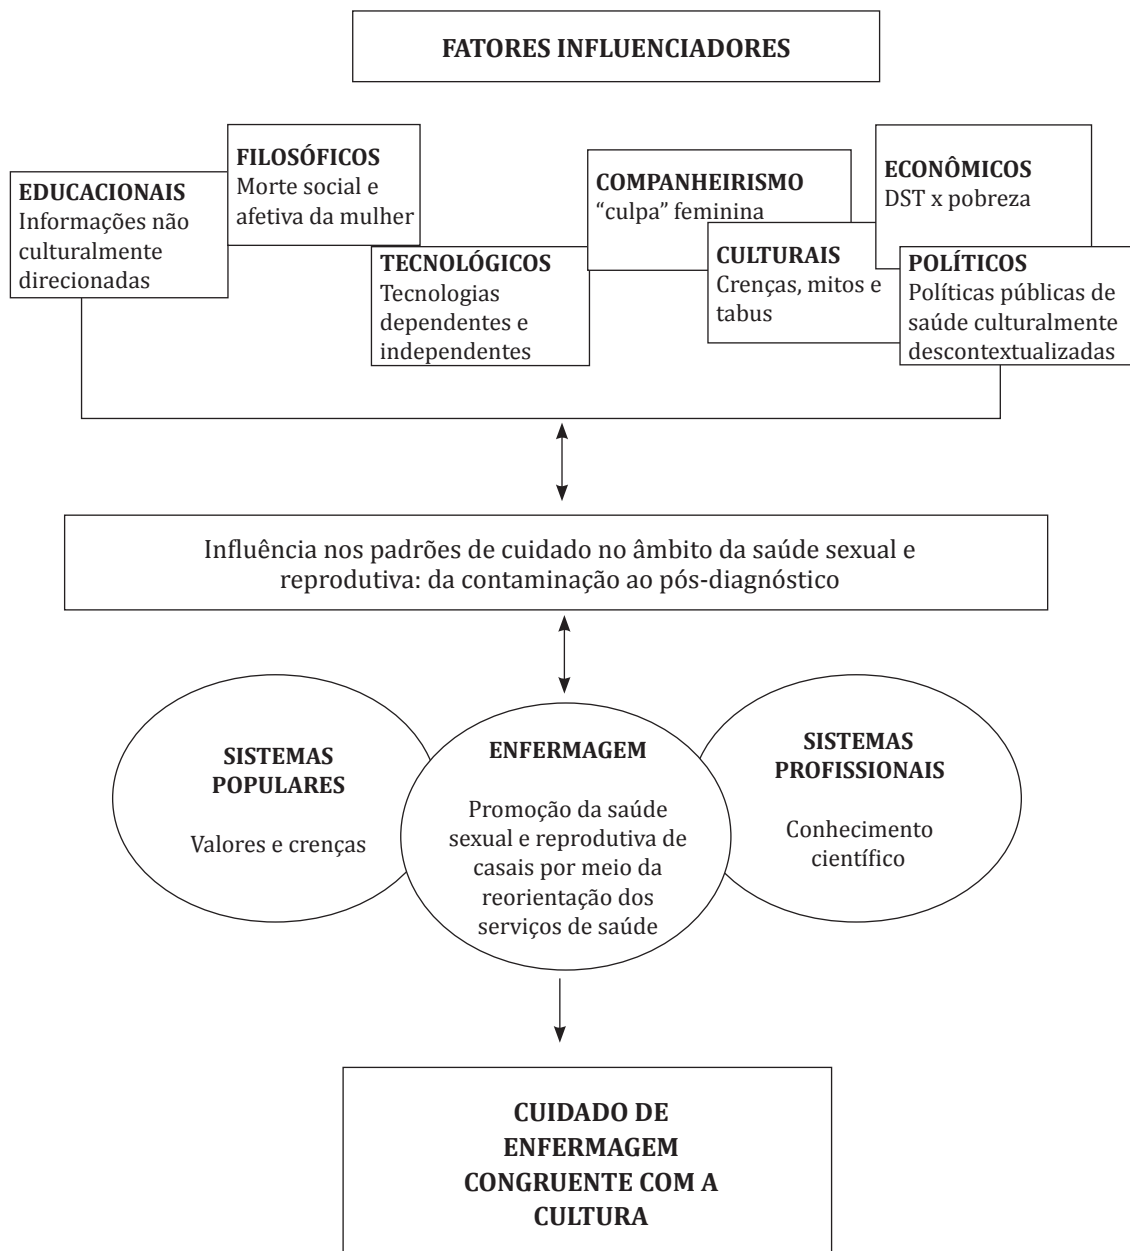 FATORES INFLUENCIADORES
EDUCACIONAIS
Informações não
culturalmente
direcionadas
FILOSÓFICOS
Morte social e
afetiva da mulher
TECNOLÓGICOS
Tecnologias
dependentes e
independentes
COMPANHEIRISMO
“culpa” feminina
CULTURAIS
Crenças, mitos e
tabus
ECONÔMICOS
DST x pobreza
POLÍTICOS
Políticas públicas de
saúde culturalmente
descontextualizadas
Influência nos padrões de cuidado no âmbito da saúde sexual e
reprodutiva: da contaminação ao pós-diagnóstico
SISTEMAS
POPULARES
Valores e crenças
ENFERMAGEM
Promoção da saúde
sexual e reprodutiva de
casais por meio da
reorientação dos
serviços de saúde
SISTEMAS
PROFISSIONAIS
Conhecimento
científico
CUIDADO DE
ENFERMAGEM
CONGRUENTE COM A
CULTURA